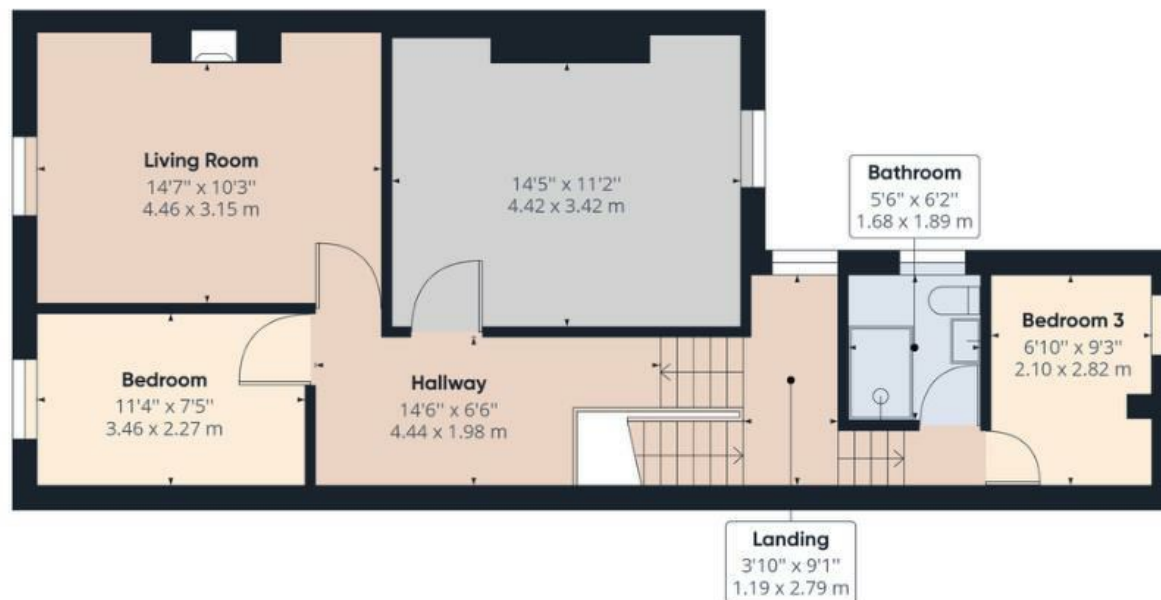 Living Room
14'7" x 10'3"
4.46 x 3.15 m
14'5" x 11'2"
4.42 x 3.42 m
Bathroom
5'6" x 6'2"
1.68 x 1.89 m
Bedroom
11'4" x 7'5"
3.46 x 2.27 m
Hallway
14'6" x 6'6"
4.44 x 1.98 m
Bedroom 3
6'10" x 9'3"
2.10 x 2.82 m
Landing
3'10" x 9'1"
1.19 x 2.79 m